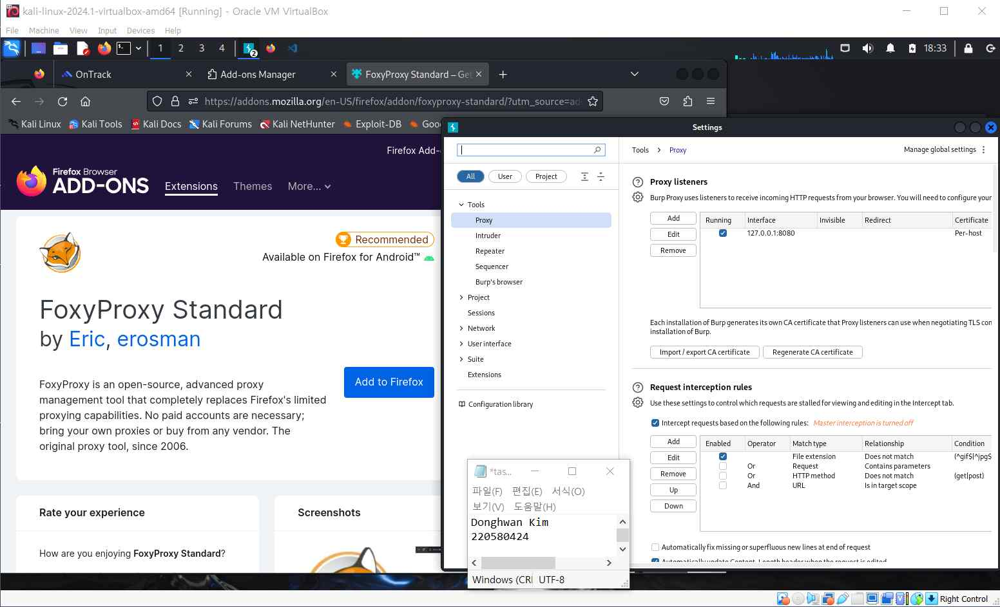 kali-linux-2024.1-virtualbox-amd64 [Running] - Oracle VM VirtualBox
File Machine View Input Devices Help
1 2 3 4 2 18:33
OnTrack
Add-ons Manager
FoxyProxy Standard – Get
https://addons.mozilla.org/en-US/firefox/addon/foxyproxy-standard/?utm_source=ad
Kali Linux Kali Tools Kali Docs Kali Forums Kali NetHunter Exploit-DB Goo
Firefox Add-
Firefox Browser
ADD-ONS
Extensions Themes More...
Recommended
Available on Firefox for Android™
FoxyProxy Standard
by Eric, erosman
FoxyProxy is an open-source, advanced proxy
management tool that completely replaces Firefox's limited
proxying capabilities. No paid accounts are necessary;
bring your own proxies or buy from any vendor. The
original proxy tool, since 2006.
Add to Firefox
Rate your experience
How are you enjoying FoxyProxy Standard?
Screenshots
Settings
All User Project
Tools
Proxy
Intruder
Repeater
Sequencer
Burp's browser
Project
Sessions
Network
User interface
Suite
Extensions
Configuration library
Tools > Proxy
Manage global settings
Proxy listeners
Burp Proxy uses listeners to receive incoming HTTP requests from your browser. You will need to configure your
Add
Edit
Remove
Running Interface Invisible Redirect Certificate
127.0.0.1:8080 Per-host
Each installation of Burp generates its own CA certificate that Proxy listeners can use when negotiating TLS con
installation of Burp.
Import / export CA certificate Regenerate CA certificate
Request interception rules
Use these settings to control which requests are stalled for viewing and editing in the Intercept tab.
Intercept requests based on the following rules: Master interception is turned off
Add
Edit
Remove
Up
Down
Enabled Operator Match type Relationship Condition
File extension Does not match (^gif$|^jpg$
Or Request Contains parameters
Or HTTP method Does not match (get|post)
And URL Is in target scope
Automatically fix missing or superfluous new lines at end of request
Automatically update Content-Length header when the request is edited
*tas...
파일(F) 편집(E) 서식(O)
보기(V) 도움말(H)
Donghwan Kim
220580424
Windows (CRI UTF-8
Right Control